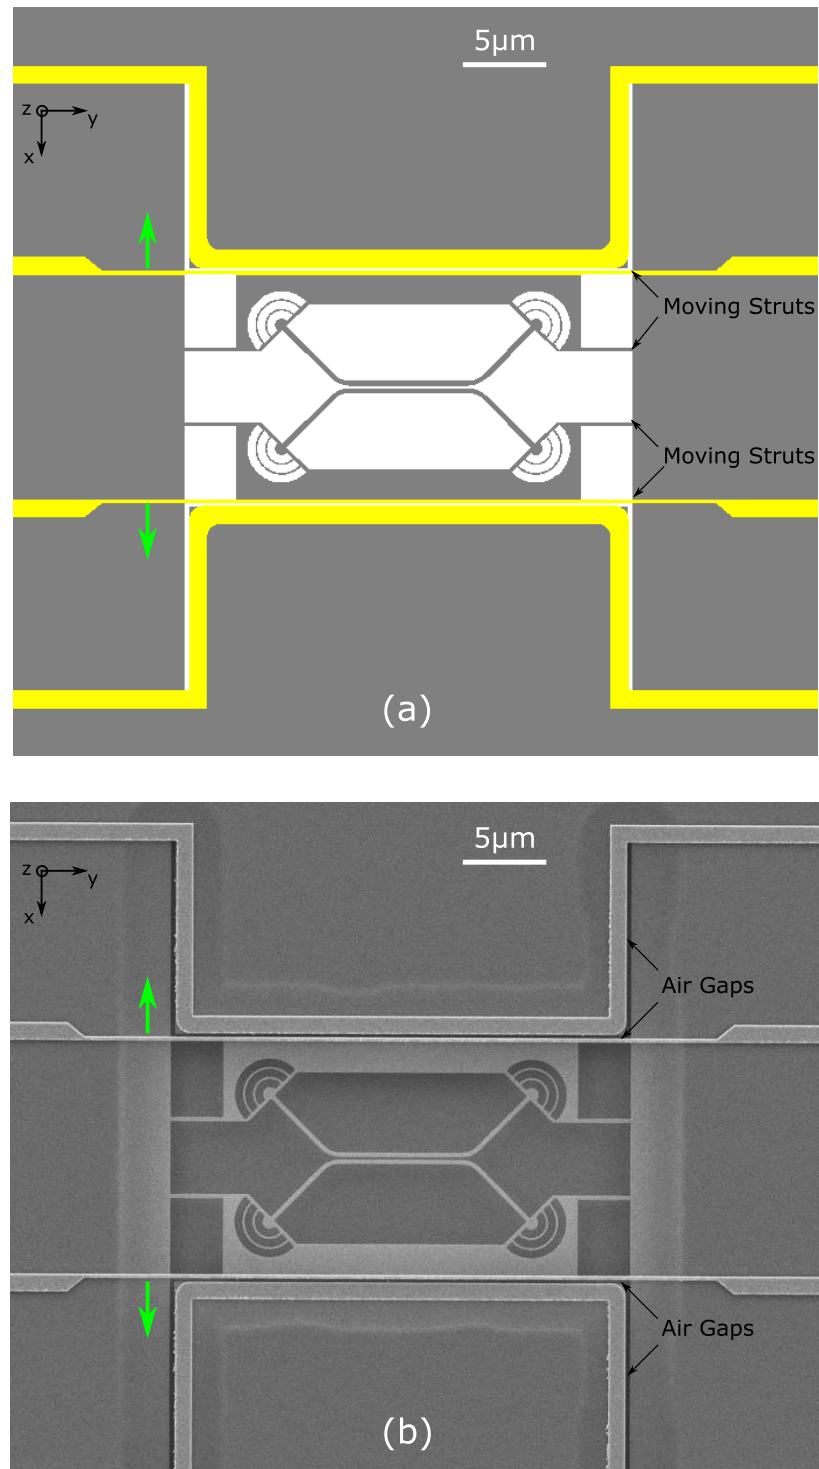 5μm
z
y
x
Moving Struts
Moving Struts
(a)
5μm
z
y
x
Air Gaps
Air Gaps
(b)